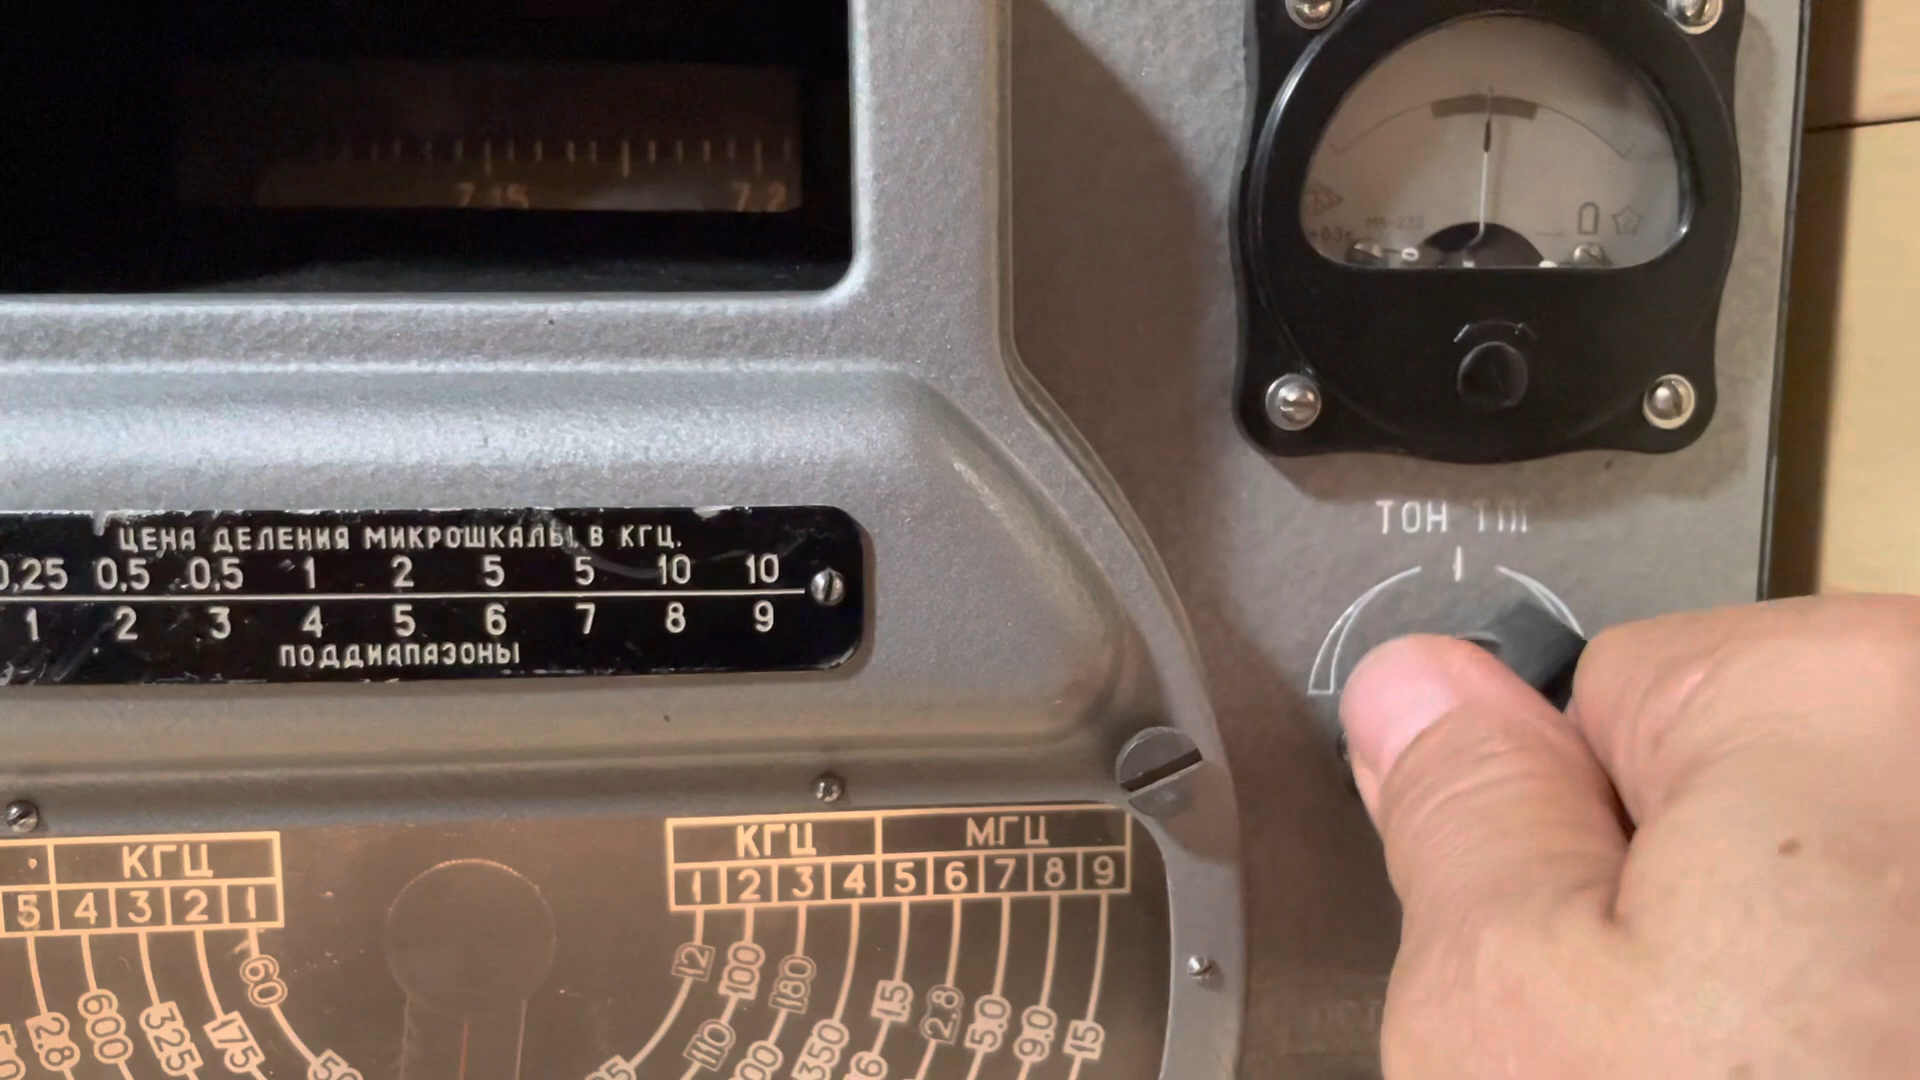 7,15 7,2
ТОН ТЛГ
ЦЕНА ДЕЛЕНИЯ МИКРОШКАЛЫ В КГЦ.
0,25 0,5 0,5 1 2 5 5 10 10
1 2 3 4 5 6 7 8 9
ПОДДИАПАЗОНЫ
КГЦ
5 4 3 2 1
2.8 600 325 175 60
КГЦ МГЦ
1 2 3 4 5 6 7 8 9
12 100 180 1.5 2.8 5.0 9.0 15
110 350